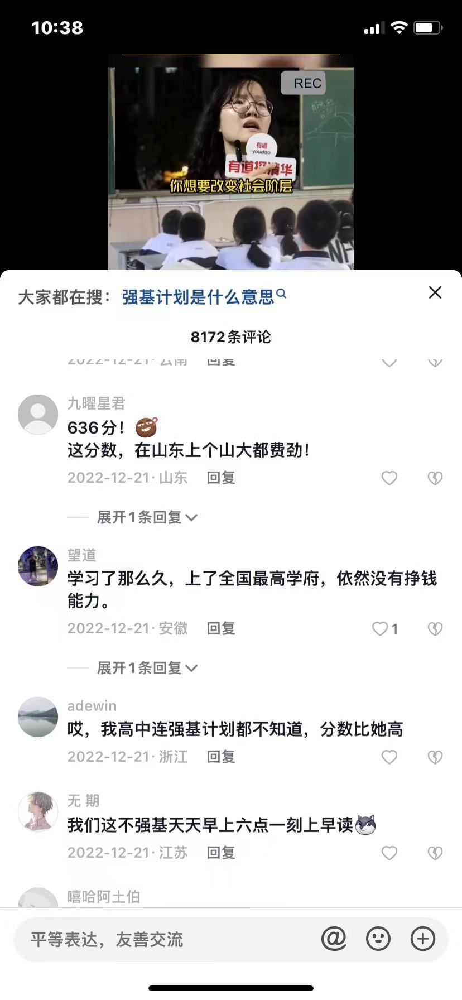 10:38
REC
有道
youdao
有道探清华
你想要改变社会阶层
大家都在搜：强基计划是什么意思
8172条评论
2022-12-21·云南 回复
九曜星君
636分！
这分数，在山东上个山大都费劲！
2022-12-21·山东 回复
展开1条回复
望道
学习了那么久，上了全国最高学府，依然没有挣钱
能力。
2022-12-21·安徽 回复 1
展开1条回复
adewin
哎，我高中连强基计划都不知道，分数比她高
2022-12-21·浙江 回复
无 期
我们这不强基天天早上六点一刻上早读
2022-12-21·江苏 回复
嘻哈阿土伯
平等表达，友善交流